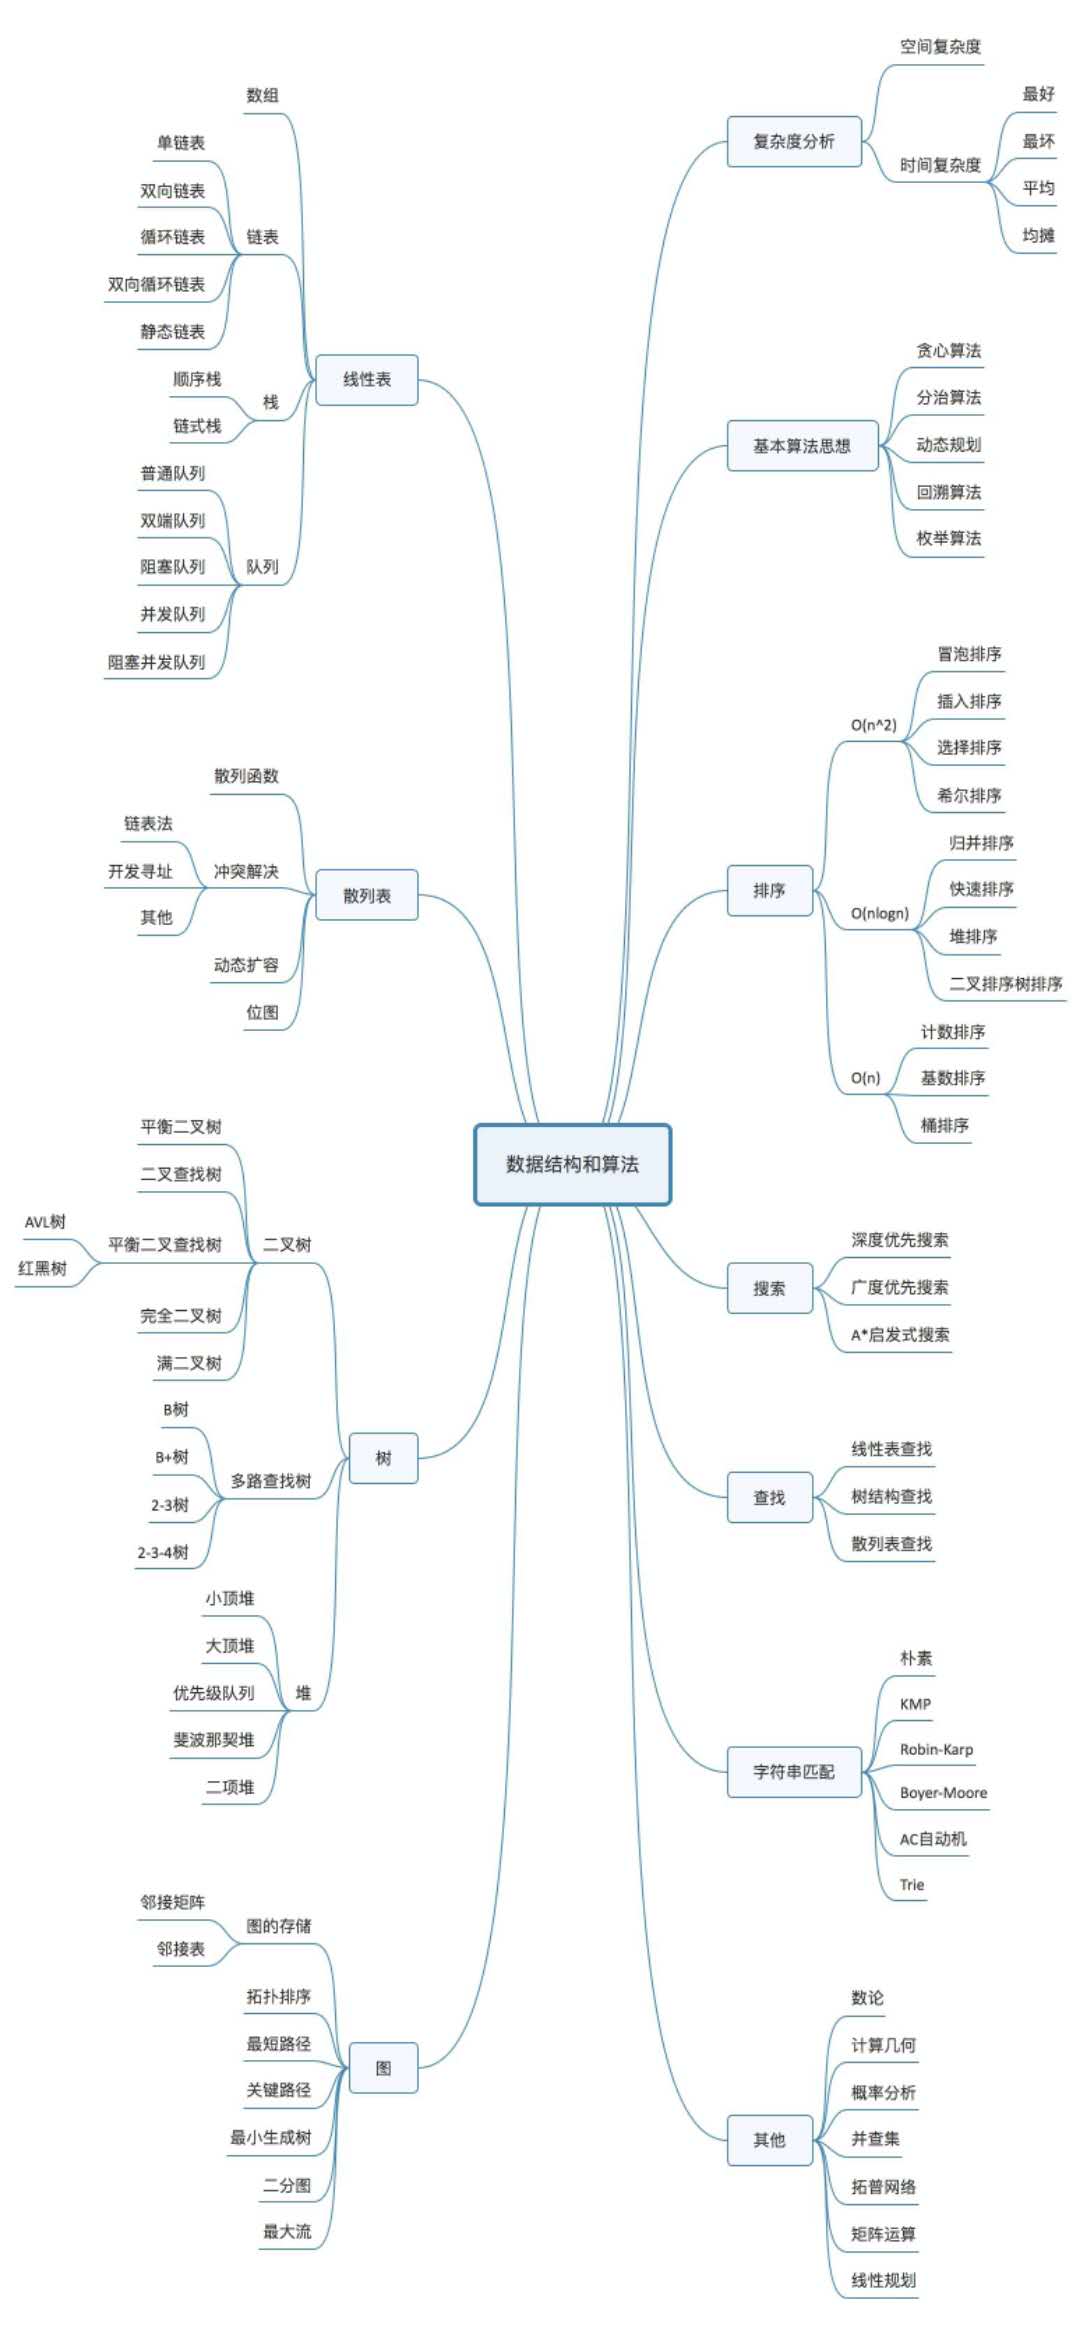 数据结构和算法
线性表
数组
链表
单链表
双向链表
循环链表
双向循环链表
静态链表
栈
顺序栈
链式栈
队列
普通队列
双端队列
阻塞队列
并发队列
阻塞并发队列
散列表
散列函数
冲突解决
链表法
开发寻址
其他
动态扩容
位图
树
二叉树
平衡二叉树
二叉查找树
平衡二叉查找树
AVL树
红黑树
完全二叉树
满二叉树
多路查找树
B树
B+树
2-3树
2-3-4树
堆
小顶堆
大顶堆
优先级队列
斐波那契堆
二项堆
图
图的存储
邻接矩阵
邻接表
拓扑排序
最短路径
关键路径
最小生成树
二分图
最大流
复杂度分析
空间复杂度
时间复杂度
最好
最坏
平均
均摊
基本算法思想
贪心算法
分治算法
动态规划
回溯算法
枚举算法
排序
O(n^2)
冒泡排序
插入排序
选择排序
希尔排序
O(nlogn)
归并排序
快速排序
堆排序
二叉排序树排序
O(n)
计数排序
基数排序
桶排序
搜索
深度优先搜索
广度优先搜索
A*启发式搜索
查找
线性表查找
树结构查找
散列表查找
字符串匹配
朴素
KMP
Robin-Karp
Boyer-Moore
AC自动机
Trie
其他
数论
计算几何
概率分析
并查集
拓普网络
矩阵运算
线性规划